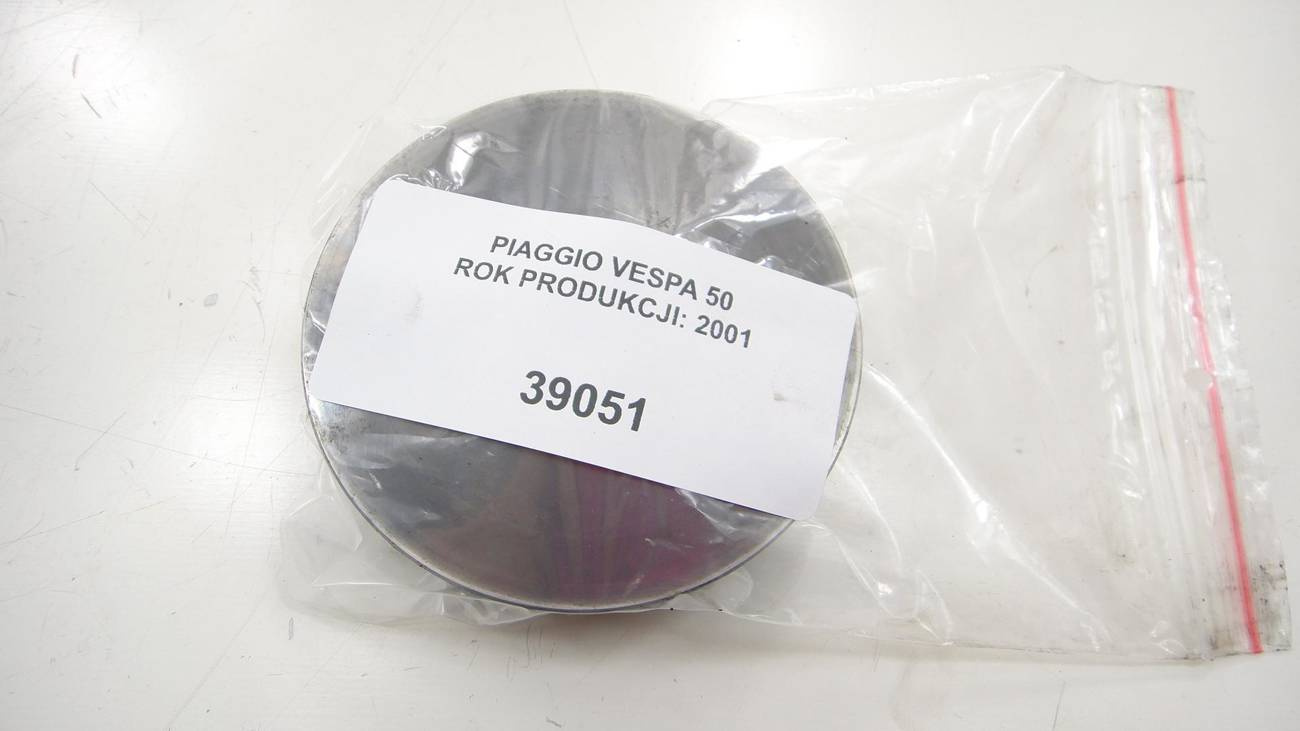 PIAGGIO VESPA 50
ROK PRODUKCJI: 2001
39051